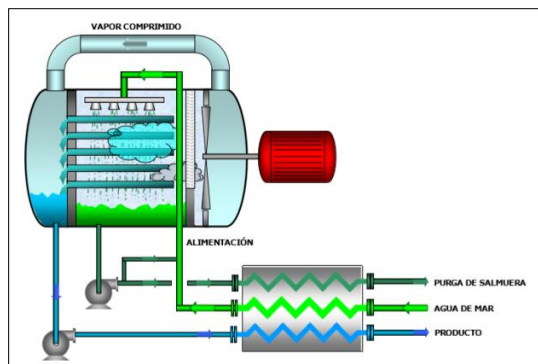 VAPOR COMPRIMIDO
ALIMENTACIÓN
PURGA DE SALMUERA
AGUA DE MAR
PRODUCTO